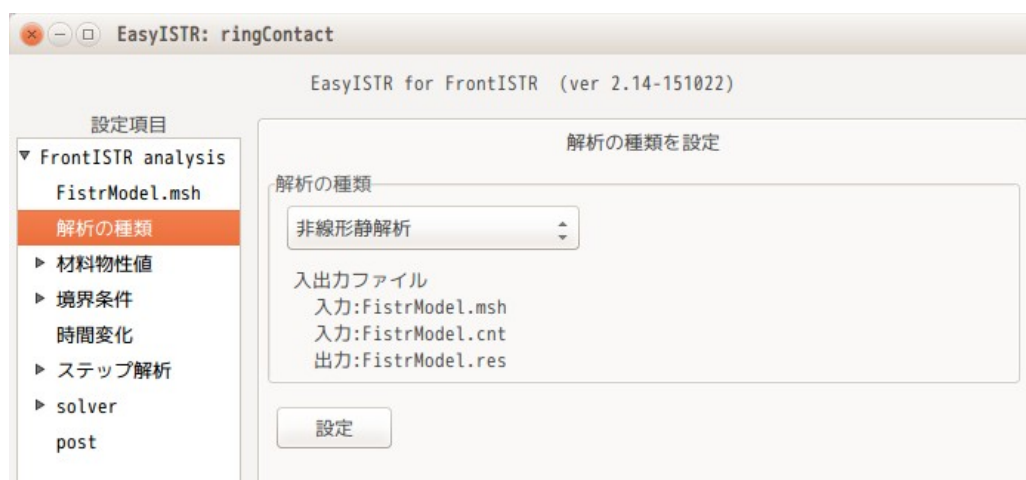 EasyISTR: ringContact
EasyISTR for FrontISTR (ver 2.14-151022)
設定項目
FrontISTR analysis
FistrModel.msh
解析の種類
材料物性値
境界条件
時間変化
ステップ解析
solver
post
解析の種類を設定
解析の種類
非線形静解析
入出力ファイル
入力:FistrModel.msh
入力:FistrModel.cnt
出力:FistrModel.res
設定